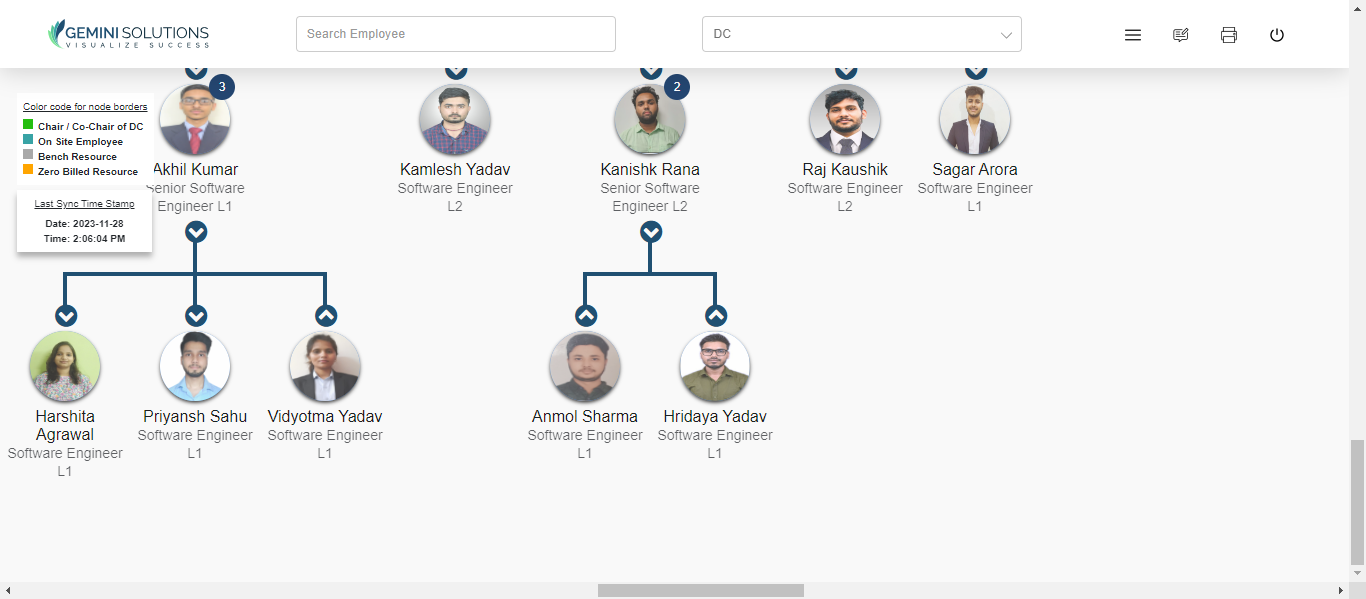 GEMINI SOLUTIONS
VISUALIZE SUCCESS
Search Employee
DC
Color code for node borders
Chair / Co-Chair of DC
On Site Employee
Bench Resource
Zero Billed Resource
Last Sync Time Stamp
Date: 2023-11-28
Time: 2:06:04 PM
3
Akhil Kumar
Senior Software
Engineer L1
Kamlesh Yadav
Software Engineer
L2
2
Kanishk Rana
Senior Software
Engineer L2
Raj Kaushik
Software Engineer
L2
Sagar Arora
Software Engineer
L1
Harshita
Agrawal
Software Engineer
L1
Priyansh Sahu
Software Engineer
L1
Vidyotma Yadav
Software Engineer
L1
Anmol Sharma
Software Engineer
L1
Hridaya Yadav
Software Engineer
L1